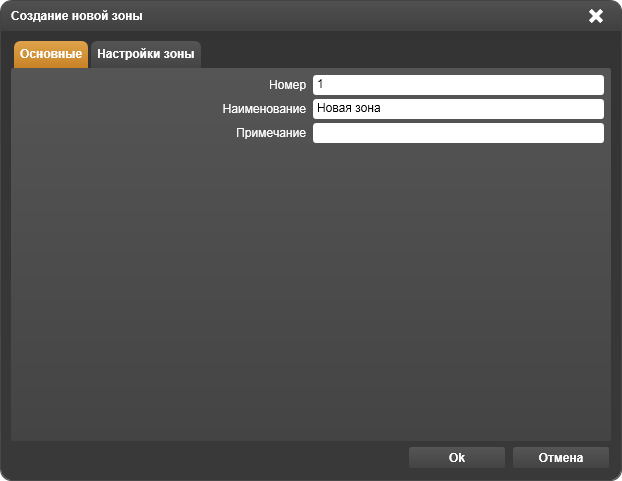 Создание новой зоны
Основные Настройки зоны
Номер 1
Наименование Новая зона
Примечание
Ok Отмена